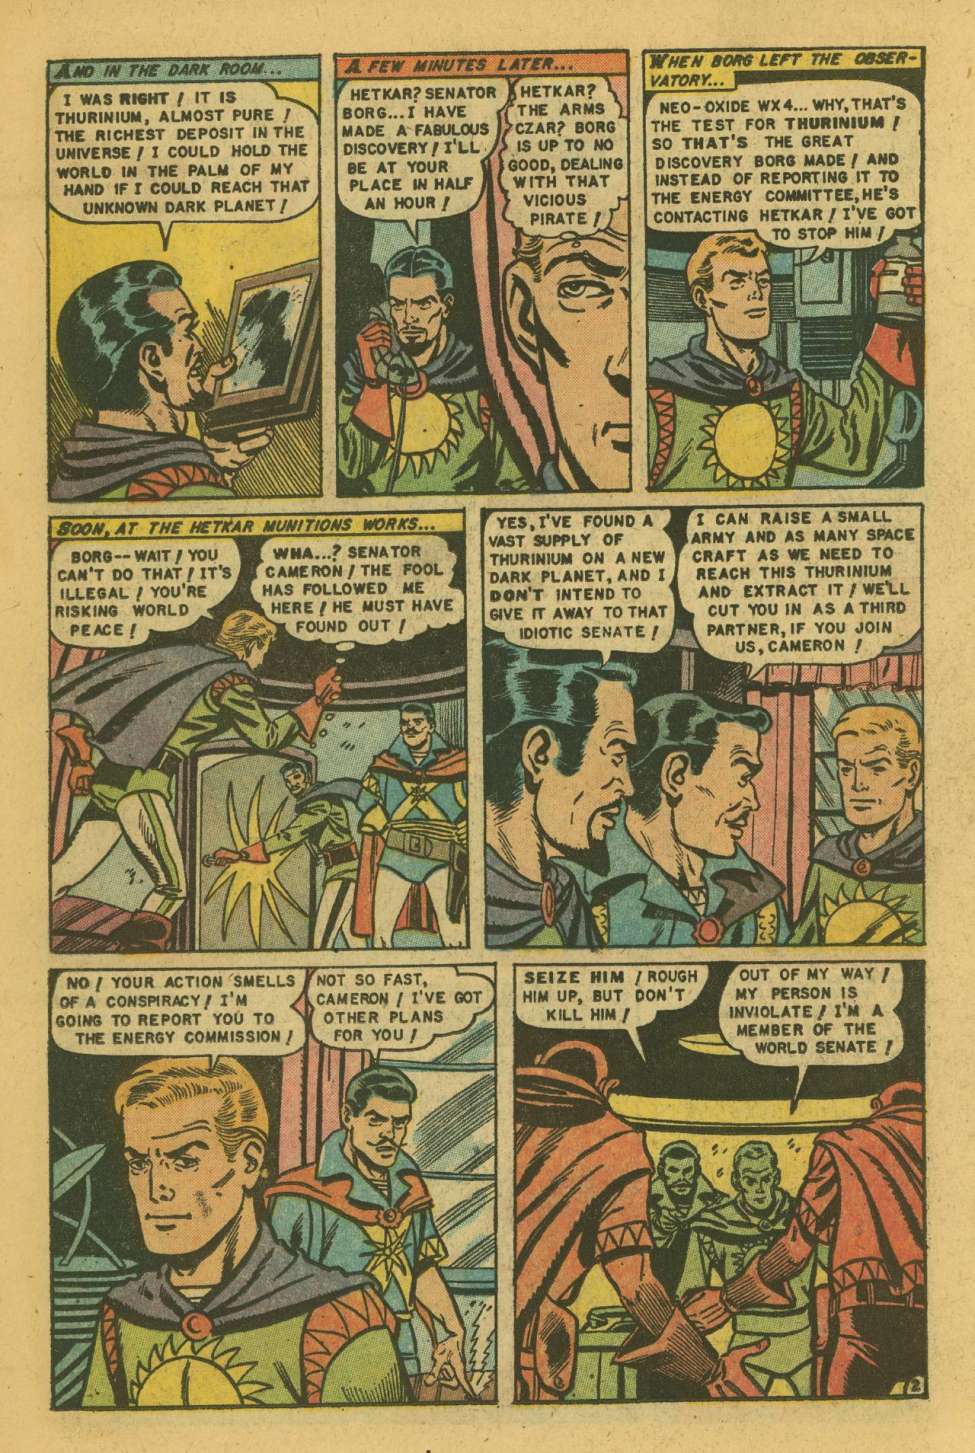 AND IN THE DARK ROOM...
I WAS RIGHT! IT IS
THURINIUM, ALMOST PURE!
THE RICHEST DEPOSIT IN THE
UNIVERSE! I COULD HOLD THE
WORLD IN THE PALM OF MY
HAND IF I COULD REACH THAT
UNKNOWN DARK PLANET!
A FEW MINUTES LATER...
HETKAR? SENATOR
BORG... I HAVE
MADE A FABULOUS
DISCOVERY! I'LL
BE AT YOUR
PLACE IN HALF
AN HOUR!
HETKAR?
THE ARMS
CZAR? BORG
IS UP TO NO
GOOD, DEALING
WITH THAT
VICIOUS
PIRATE!
WHEN BORG LEFT THE OBSER-
VATORY...
NEO-OXIDE WX4... WHY, THAT'S
THE TEST FOR THURINIUM!
SO THAT'S THE GREAT
DISCOVERY BORG MADE! AND
INSTEAD OF REPORTING IT TO
THE ENERGY COMMITTEE, HE'S
CONTACTING HETKAR! I'VE GOT
TO STOP HIM!
SOON, AT THE HETKAR MUNITIONS WORKS...
BORG--WAIT! YOU
CAN'T DO THAT! IT'S
ILLEGAL! YOU'RE
RISKING WORLD
PEACE!
WHA...? SENATOR
CAMERON! THE FOOL
HAS FOLLOWED ME
HERE! HE MUST HAVE
FOUND OUT!
YES, I'VE FOUND A
VAST SUPPLY OF
THURINIUM ON A NEW
DARK PLANET, AND I
DON'T INTEND TO
GIVE IT AWAY TO THAT
IDIOTIC SENATE!
I CAN RAISE A SMALL
ARMY AND AS MANY SPACE
CRAFT AS WE NEED TO
REACH THIS THURINIUM
AND EXTRACT IT! WE'LL
CUT YOU IN AS A THIRD
PARTNER, IF YOU JOIN
US, CAMERON!
NO! YOUR ACTION SMELLS
OF A CONSPIRACY! I'M
GOING TO REPORT YOU TO
THE ENERGY COMMISSION!
NOT SO FAST,
CAMERON! I'VE GOT
OTHER PLANS
FOR YOU!
SEIZE HIM! ROUGH
HIM UP, BUT DON'T
KILL HIM!
OUT OF MY WAY!
MY PERSON IS
INVIOLATE! I'M A
MEMBER OF THE
WORLD SENATE!
2